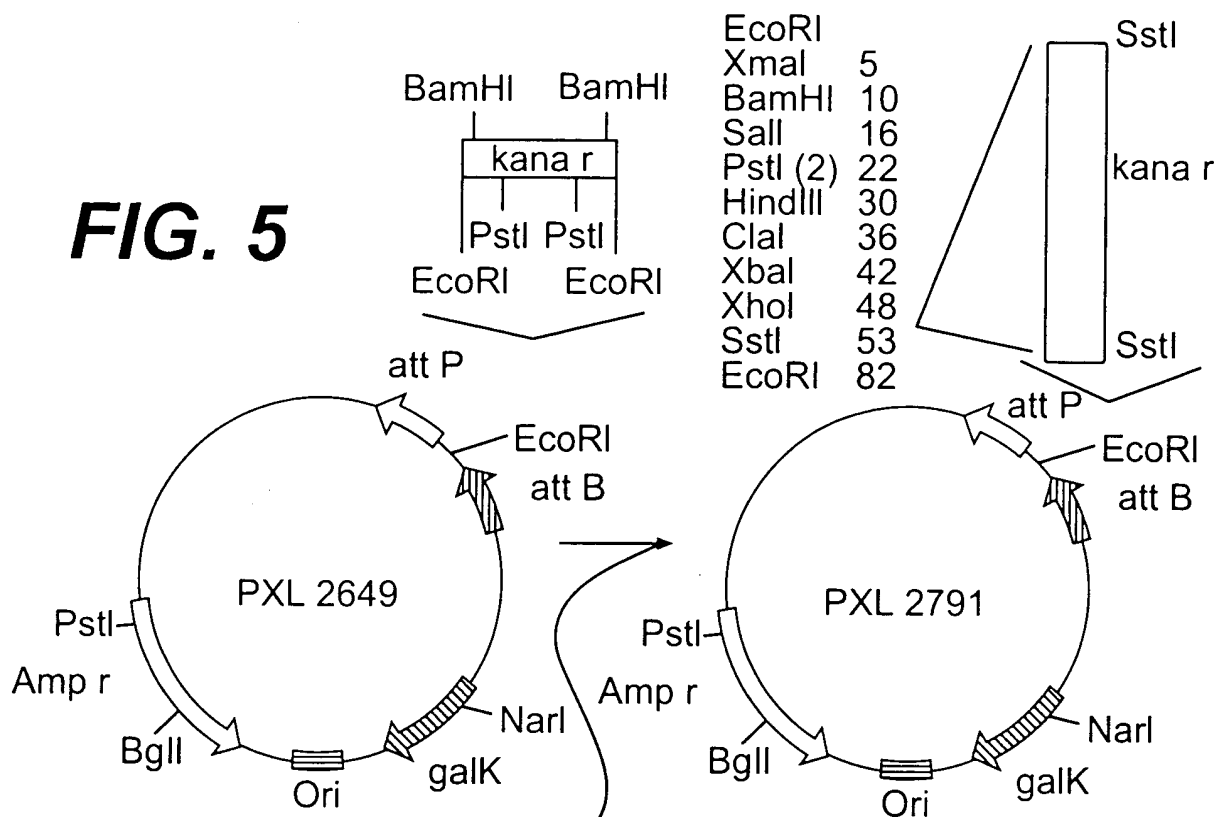 FIG. 5
BamHI BamHI
kana r
PstI PstI
EcoRI EcoRI
EcoRI
XmaI 5
BamHI 10
SalI 16
PstI (2) 22
HindIII 30
ClaI 36
XbaI 42
XhoI 48
SstI 53
EcoRI 82
SstI
kana r
SstI
att P
EcoRI
att B
PXL 2649
PstI
Amp r
BglI
Ori
galK
NarI
att P
EcoRI
att B
PXL 2791
PstI
Amp r
BglI
Ori
galK
NarI